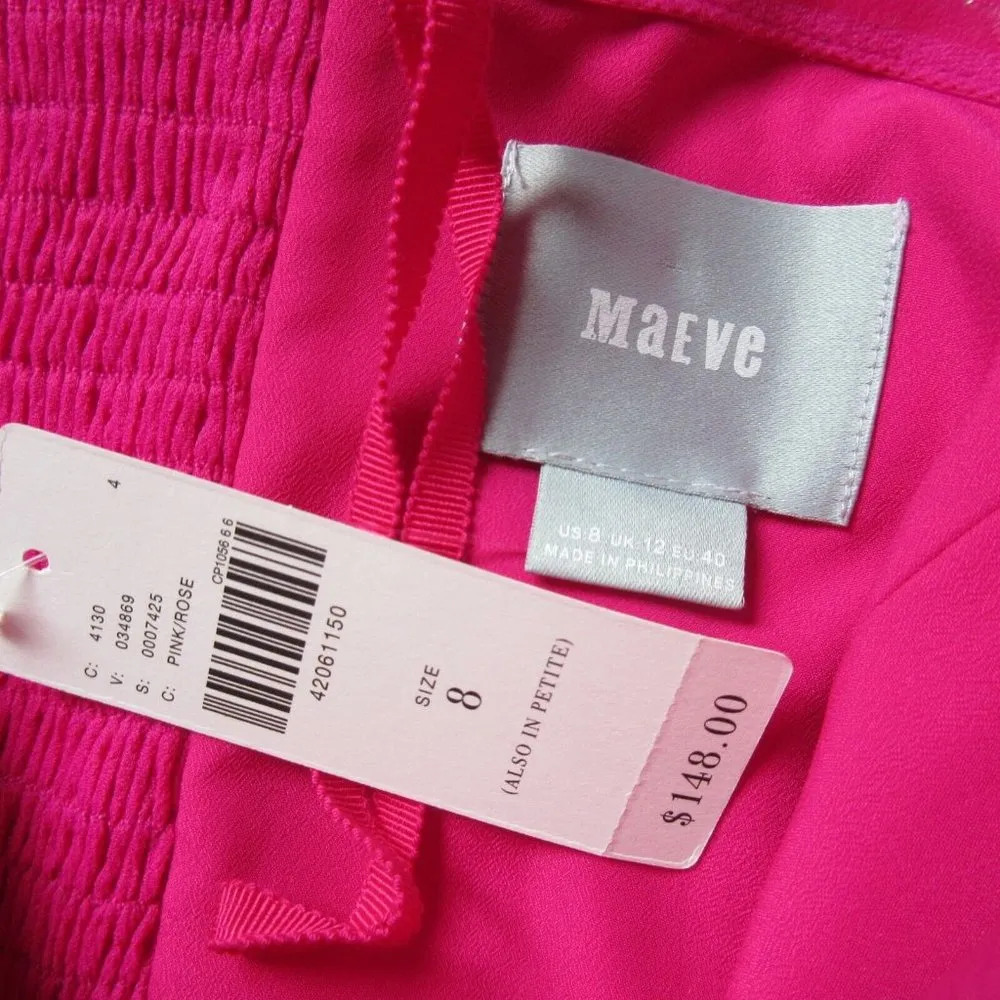 MaEVe
US:8 UK 12 EU:40
MADE IN PHILIPPINES
4
C: 4130
V: 034869
S: 0007425
C: PINK/ROSE
CP1056 6 6
42061150
SIZE
8
(ALSO IN PETITE)
$148.00